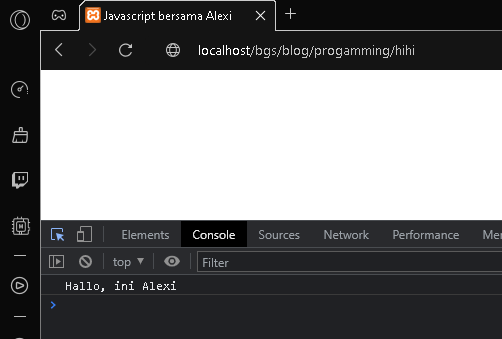 Javascript bersama Alexi
localhost/bgs/blog/progamming/hihi
Elements Console Sources Network Performance Me
top Filter
Hallo, ini Alexi